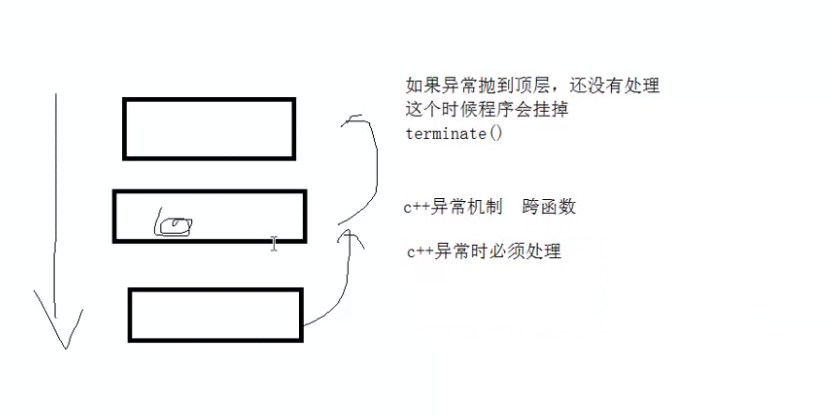 如果异常抛到顶层，还没有处理
这个时候程序会挂掉
terminate()
c++异常机制 跨函数
c++异常时必须处理